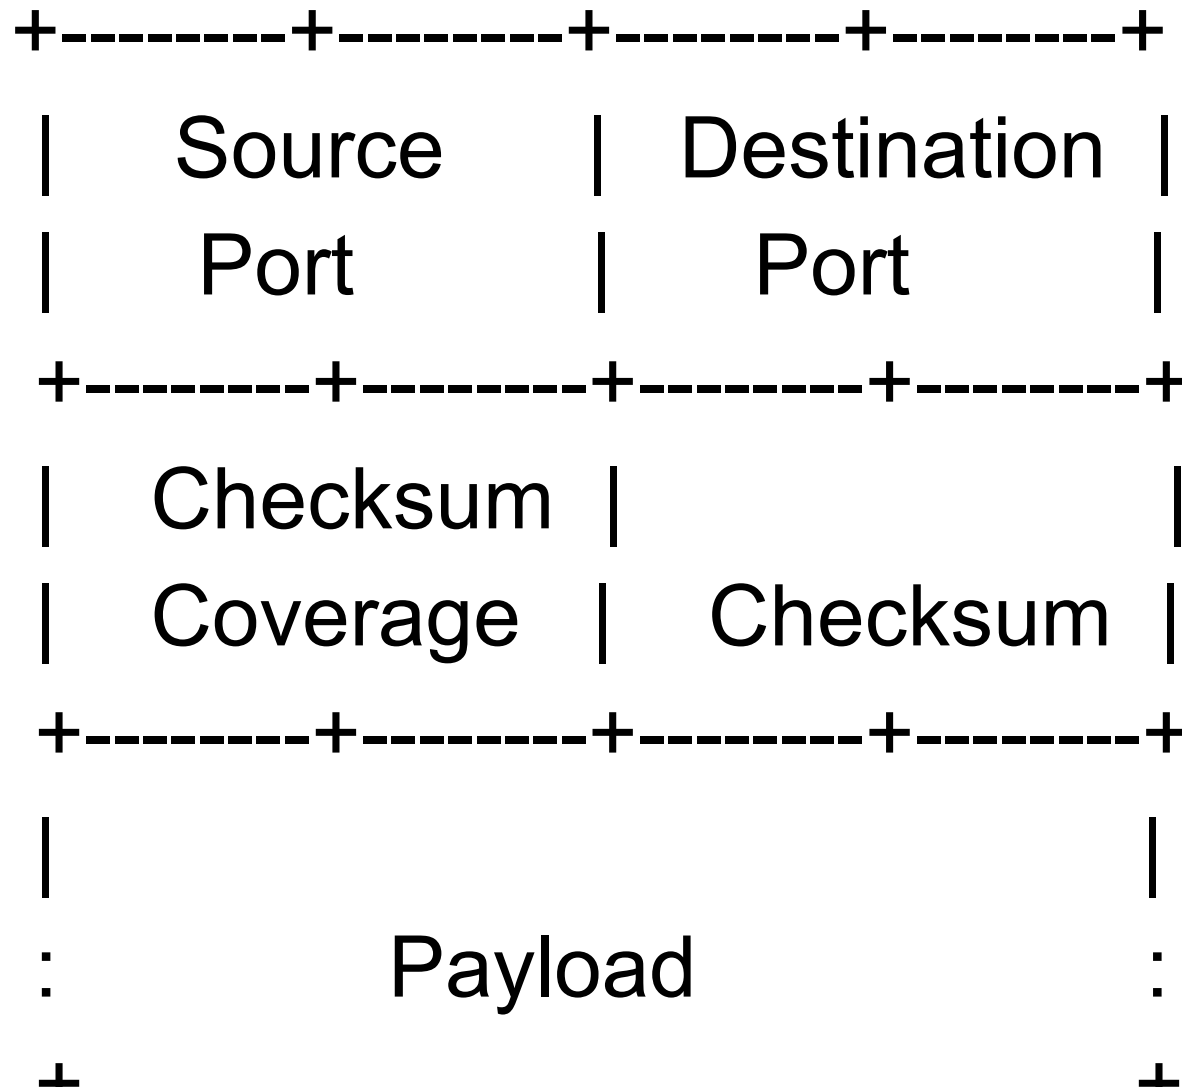 +--------+--------+--------+--------+
| Source | Destination |
| Port | Port |
+--------+--------+--------+--------+
| Checksum | |
| Coverage | Checksum |
+--------+--------+--------+--------+
| |
: Payload :
+ +